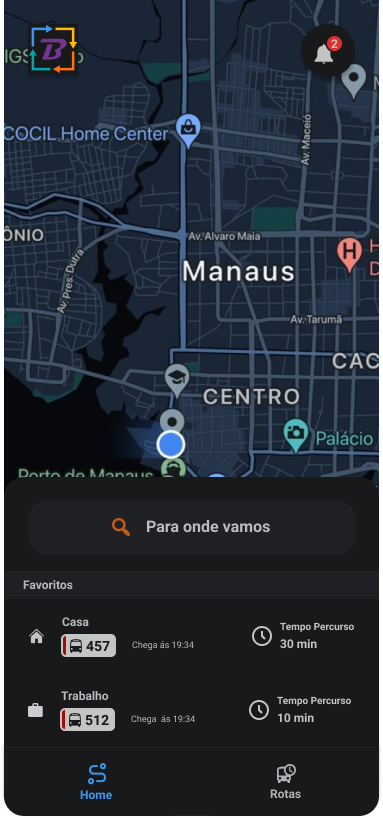 B
2
COCIL Home Center
Av. Maceió
ÔNIO
Av. Alvaro Maia
H
Av. Pres. Dutra
Manaus
Av. Tarumã
CAC
CENTRO
Palácio
Porto de Manaus
Para onde vamos
Favoritos
Casa
457
Chega ás 19:34
Tempo Percurso
30 min
Trabalho
512
Chega ás 19:34
Tempo Percurso
10 min
Home
Rotas